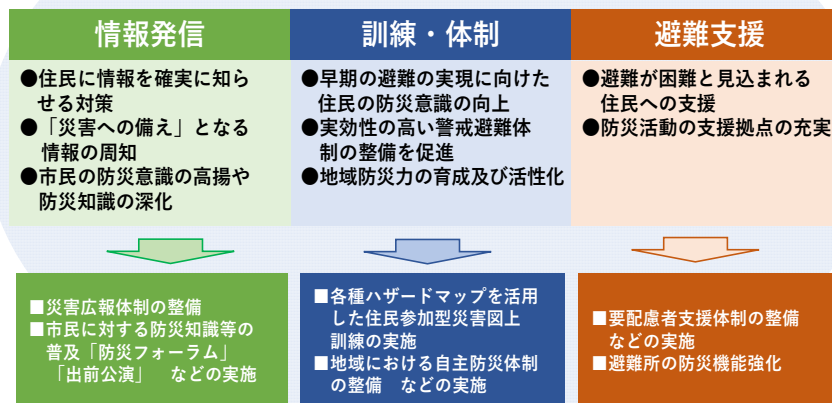 情報発信
●住民に情報を確実に知ら
せる対策
●「災害への備え」となる
情報の周知
●市民の防災意識の高揚や
防災知識の深化
訓練・体制
●早期の避難の実現に向けた
住民の防災意識の向上
●実効性の高い警戒避難体
制の整備を促進
●地域防災力の育成及び活性化
避難支援
●避難が困難と見込まれる
住民への支援
●防災活動の支援拠点の充実
■災害広報体制の整備
■市民に対する防災知識等の
普及「防災フォーラム」
「出前公演」 などの実施
■各種ハザードマップを活用
した住民参加型災害図上
訓練の実施
■地域における自主防災体制
の整備 などの実施
■要配慮者支援体制の整備
などの実施
■避難所の防災機能強化